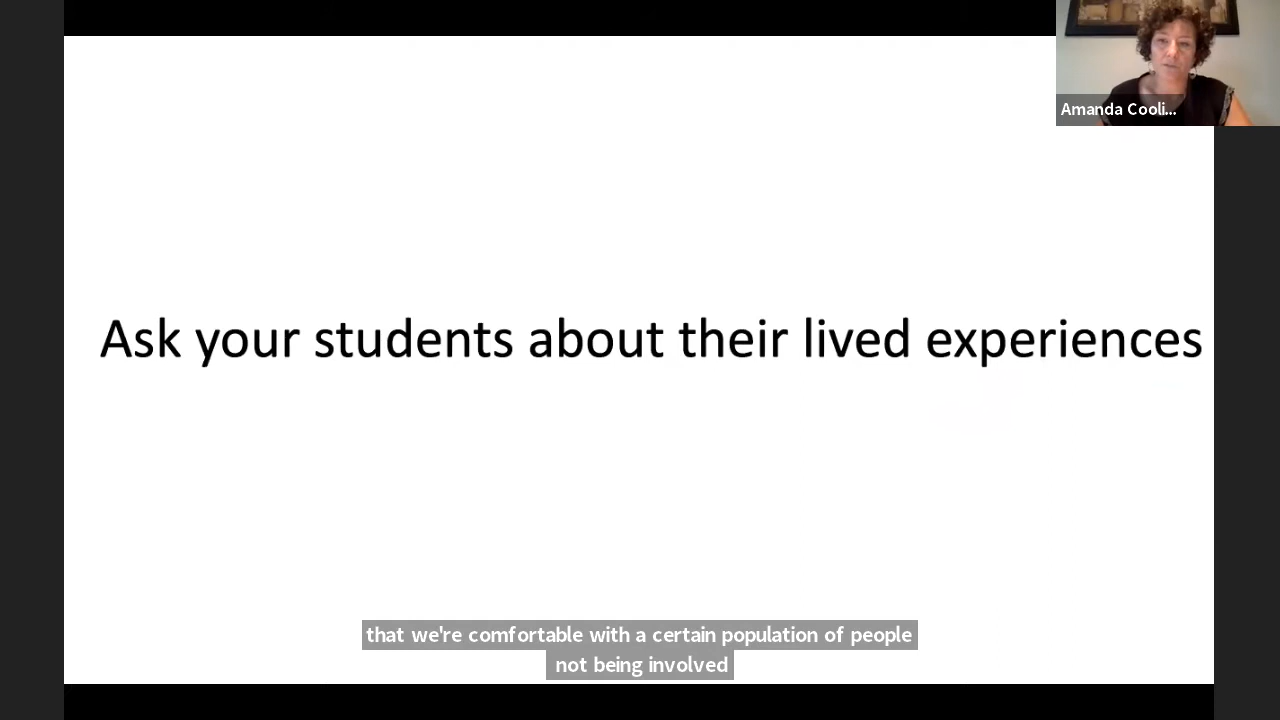 Amanda Cooli...
Ask your students about their lived experiences
that we're comfortable with a certain population of people
not being involved